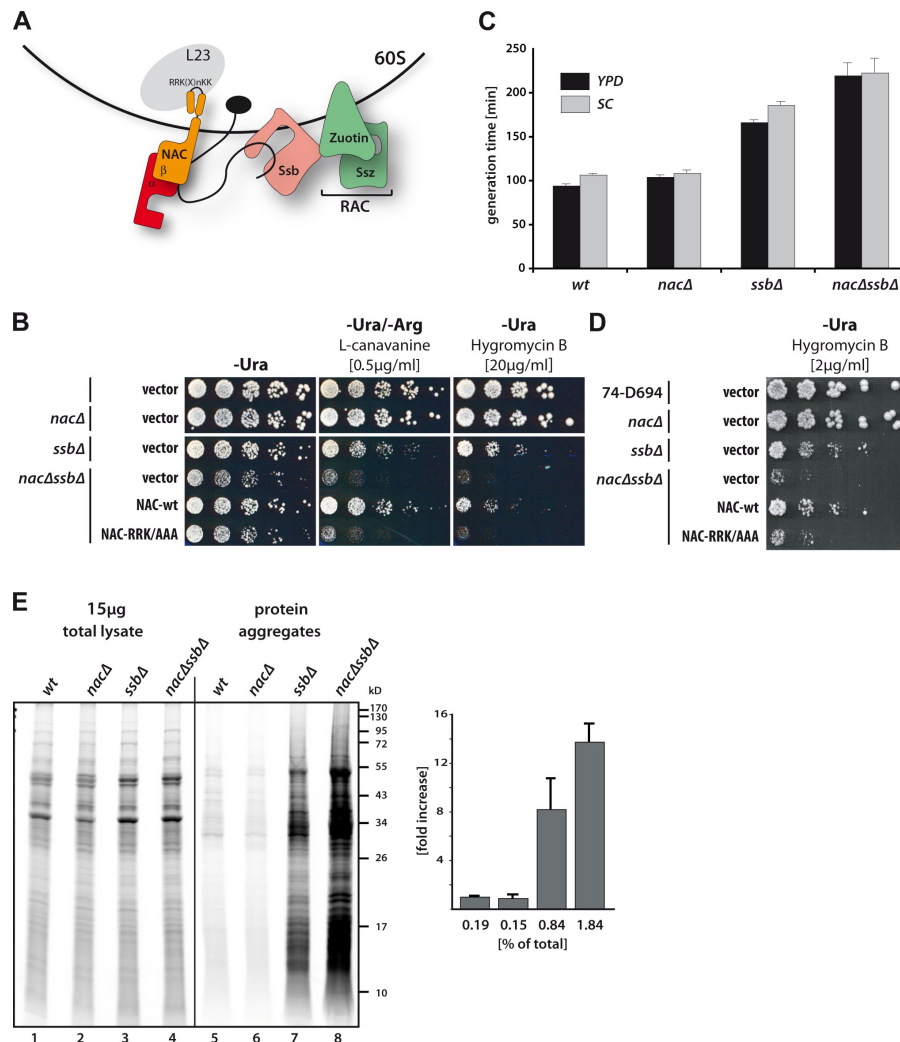 A
L23
RRK(X)nKK
60S
NAC
β
α
Ssb
Zuotin
Ssz
RAC
C
generation time [min]
250
200
150
100
50
0
YPD
SC
wt
nacΔ
ssbΔ
nacΔssbΔ
B
-Ura
-Ura/-Arg
L-canavanine
[0.5µg/ml]
-Ura
Hygromycin B
[20µg/ml]
vector
nacΔ
vector
ssbΔ
vector
nacΔssbΔ
vector
NAC-wt
NAC-RRK/AAA
D
-Ura
Hygromycin B
[2µg/ml]
74-D694
vector
nacΔ
vector
ssbΔ
vector
nacΔssbΔ
vector
NAC-wt
NAC-RRK/AAA
E
15µg
total lysate
protein
aggregates
wt
nacΔ
ssbΔ
nacΔssbΔ
wt
nacΔ
ssbΔ
nacΔssbΔ
kD
170
130
95
72
55
43
34
26
17
10
1 2 3 4 5 6 7 8
[fold increase]
16
12
8
4
0.19 0.15 0.84 1.84
[% of total]